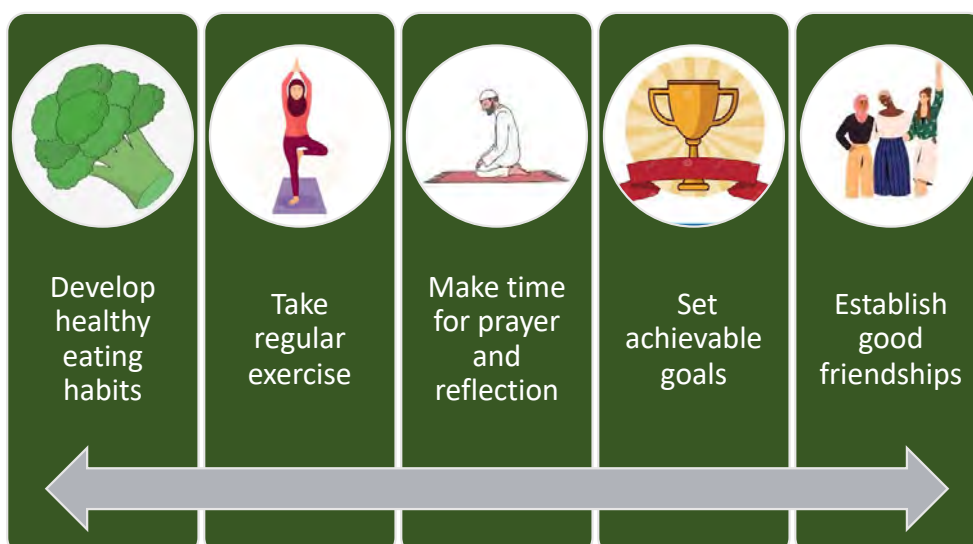 Develop
healthy
eating
habits
Take
regular
exercise
Make time
for prayer
and
reflection
Set
achievable
goals
Establish
good
friendships